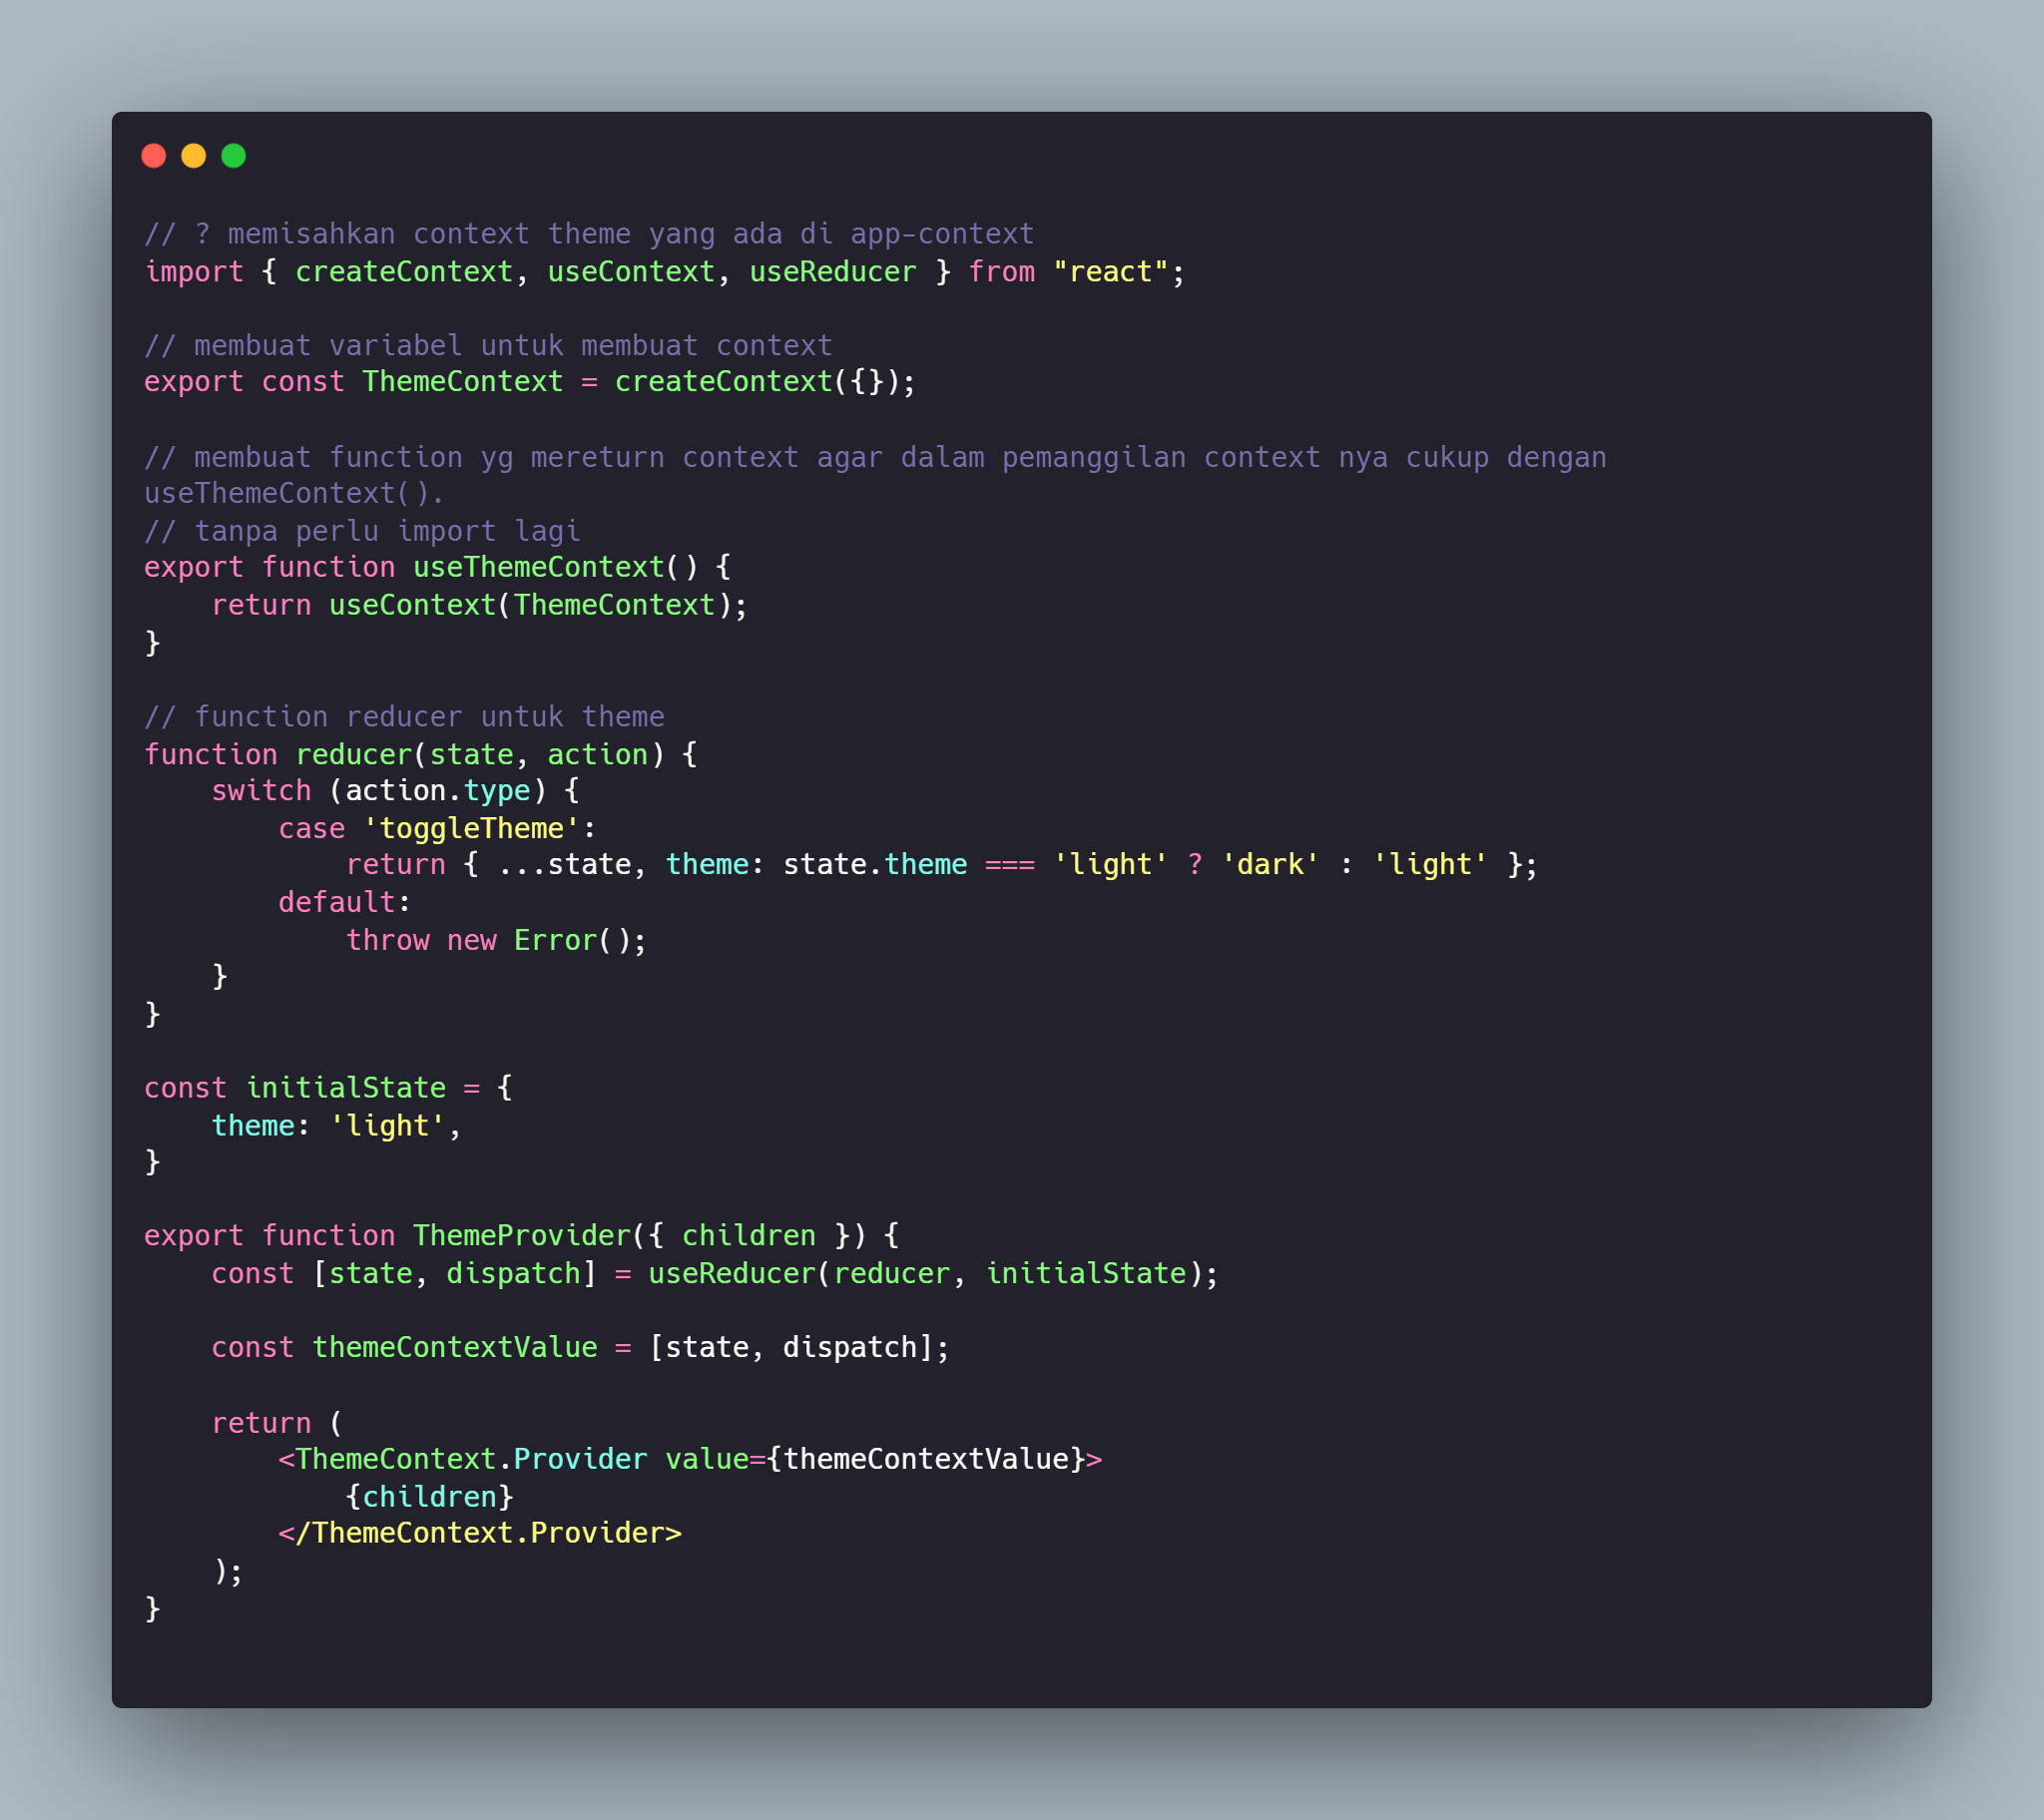 // ? memisahkan context theme yang ada di app-context
import { createContext, useContext, useReducer } from "react";

// membuat variabel untuk membuat context
export const ThemeContext = createContext({});

// membuat function yg mereturn context agar dalam pemanggilan context nya cukup dengan
useThemeContext().
// tanpa perlu import lagi
export function useThemeContext() {
    return useContext(ThemeContext);
}

// function reducer untuk theme
function reducer(state, action) {
    switch (action.type) {
        case 'toggleTheme':
            return { ...state, theme: state.theme === 'light' ? 'dark' : 'light' };
        default:
            throw new Error();
    }
}

const initialState = {
    theme: 'light',
}

export function ThemeProvider({ children }) {
    const [state, dispatch] = useReducer(reducer, initialState);

    const themeContextValue = [state, dispatch];

    return (
        <ThemeContext.Provider value={themeContextValue}>
            {children}
        </ThemeContext.Provider>
    );
}